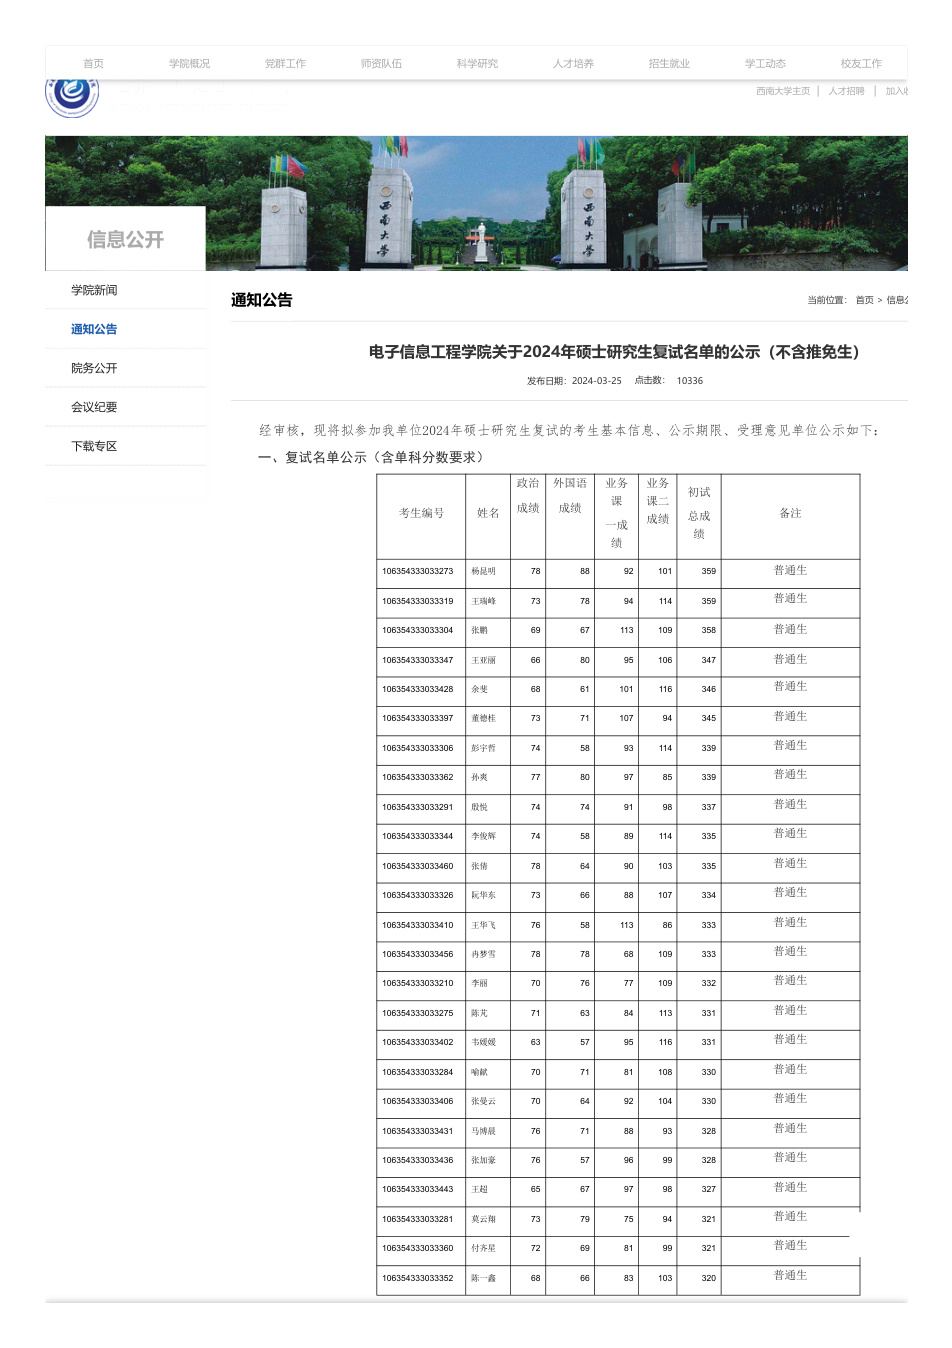 首页 学院概况 党群工作 师资队伍 科学研究 人才培养 招生就业 学工动态 校友工作
西南大学主页 | 人才招聘 | 加入
西南大学 西南大学
信息公开
学院新闻
通知公告
院务公开
会议纪要
下载专区
通知公告 当前位置: 首页 > 信息
电子信息工程学院关于2024年硕士研究生复试名单的公示（不含推免生）
发布日期: 2024-03-25 点击数: 10336
经审核，现将拟参加我单位2024年硕士研究生复试的考生基本信息、公示期限、受理意见单位公示如下：
一、复试名单公示（含单科分数要求）
考生编号 姓名 政治成绩 外国语成绩 业务课一成绩 业务课二成绩 初试总成绩 备注
106354333033273 杨昆明 78 88 92 101 359 普通生
106354333033319 王瑞峰 73 78 94 114 359 普通生
106354333033304 张鹏 69 67 113 109 358 普通生
106354333033347 王亚丽 66 80 95 106 347 普通生
106354333033428 余斐 68 61 101 116 346 普通生
106354333033397 董德桂 73 71 107 94 345 普通生
106354333033306 彭宇哲 74 58 93 114 339 普通生
106354333033362 孙爽 77 80 97 85 339 普通生
106354333033291 殷悦 74 74 91 98 337 普通生
106354333033344 李俊辉 74 58 89 114 335 普通生
106354333033460 张倩 78 64 90 103 335 普通生
106354333033326 阮华东 73 66 88 107 334 普通生
106354333033410 王华飞 76 58 113 86 333 普通生
106354333033456 冉梦雪 78 78 68 109 333 普通生
106354333033210 李丽 70 76 77 109 332 普通生
106354333033275 陈芃 71 63 84 113 331 普通生
106354333033402 韦媛媛 63 57 95 116 331 普通生
106354333033284 喻献 70 71 81 108 330 普通生
106354333033406 张曼云 70 64 92 104 330 普通生
106354333033431 马博晨 76 71 88 93 328 普通生
106354333033436 张加豪 76 57 96 99 328 普通生
106354333033443 王超 65 67 97 98 327 普通生
106354333033281 莫云翔 73 79 75 94 321 普通生
106354333033360 付齐星 72 69 81 99 321 普通生
106354333033352 陈一鑫 68 66 83 103 320 普通生